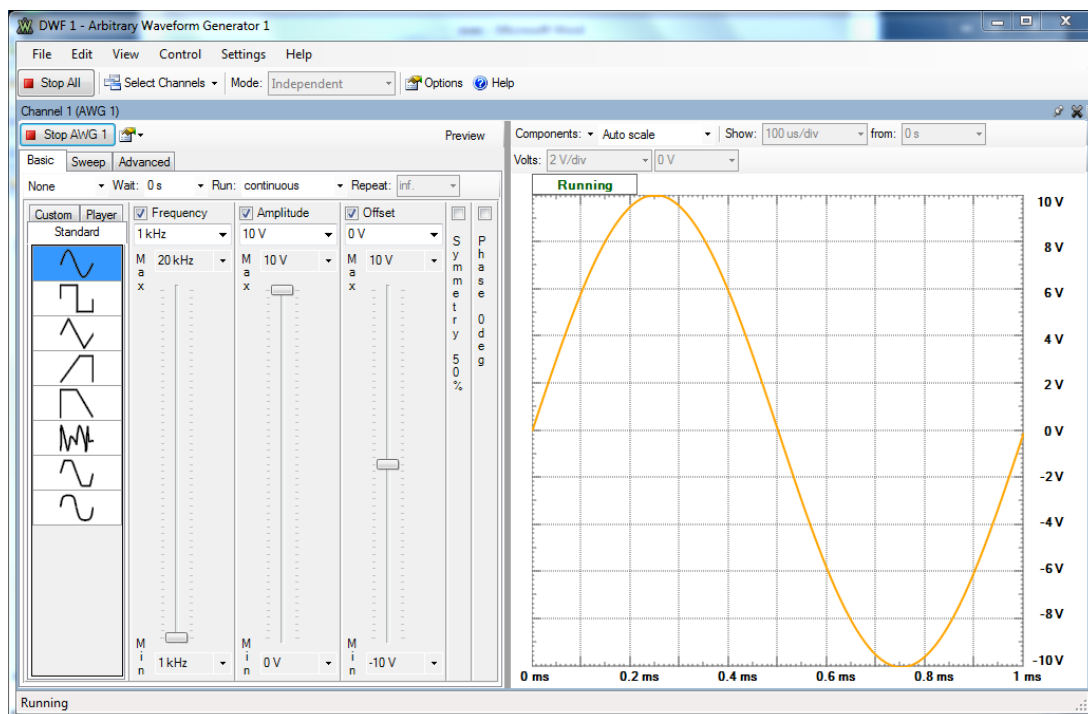 DWF 1 - Arbitrary Waveform Generator 1
File Edit View Control Settings Help
Stop All Select Channels Mode: Independent Options Help
Channel 1 (AWG 1)
Stop AWG 1 Preview
Basic Sweep Advanced
None Wait: 0 s Run: continuous Repeat: inf.
Custom Player
Standard
Frequency
1 kHz
Max 20 kHz
Min 1 kHz
Amplitude
10 V
Max 10 V
Min 0 V
Offset
0 V
Max 10 V
Min -10 V
Symmetry 50%
Phase 0deg
Components: Auto scale Show: 100 us/div from: 0 s
Volts: 2 V/div 0 V
Running
10 V
8 V
6 V
4 V
2 V
0 V
-2 V
-4 V
-6 V
-8 V
-10 V
0 ms 0.2 ms 0.4 ms 0.6 ms 0.8 ms 1 ms
Running